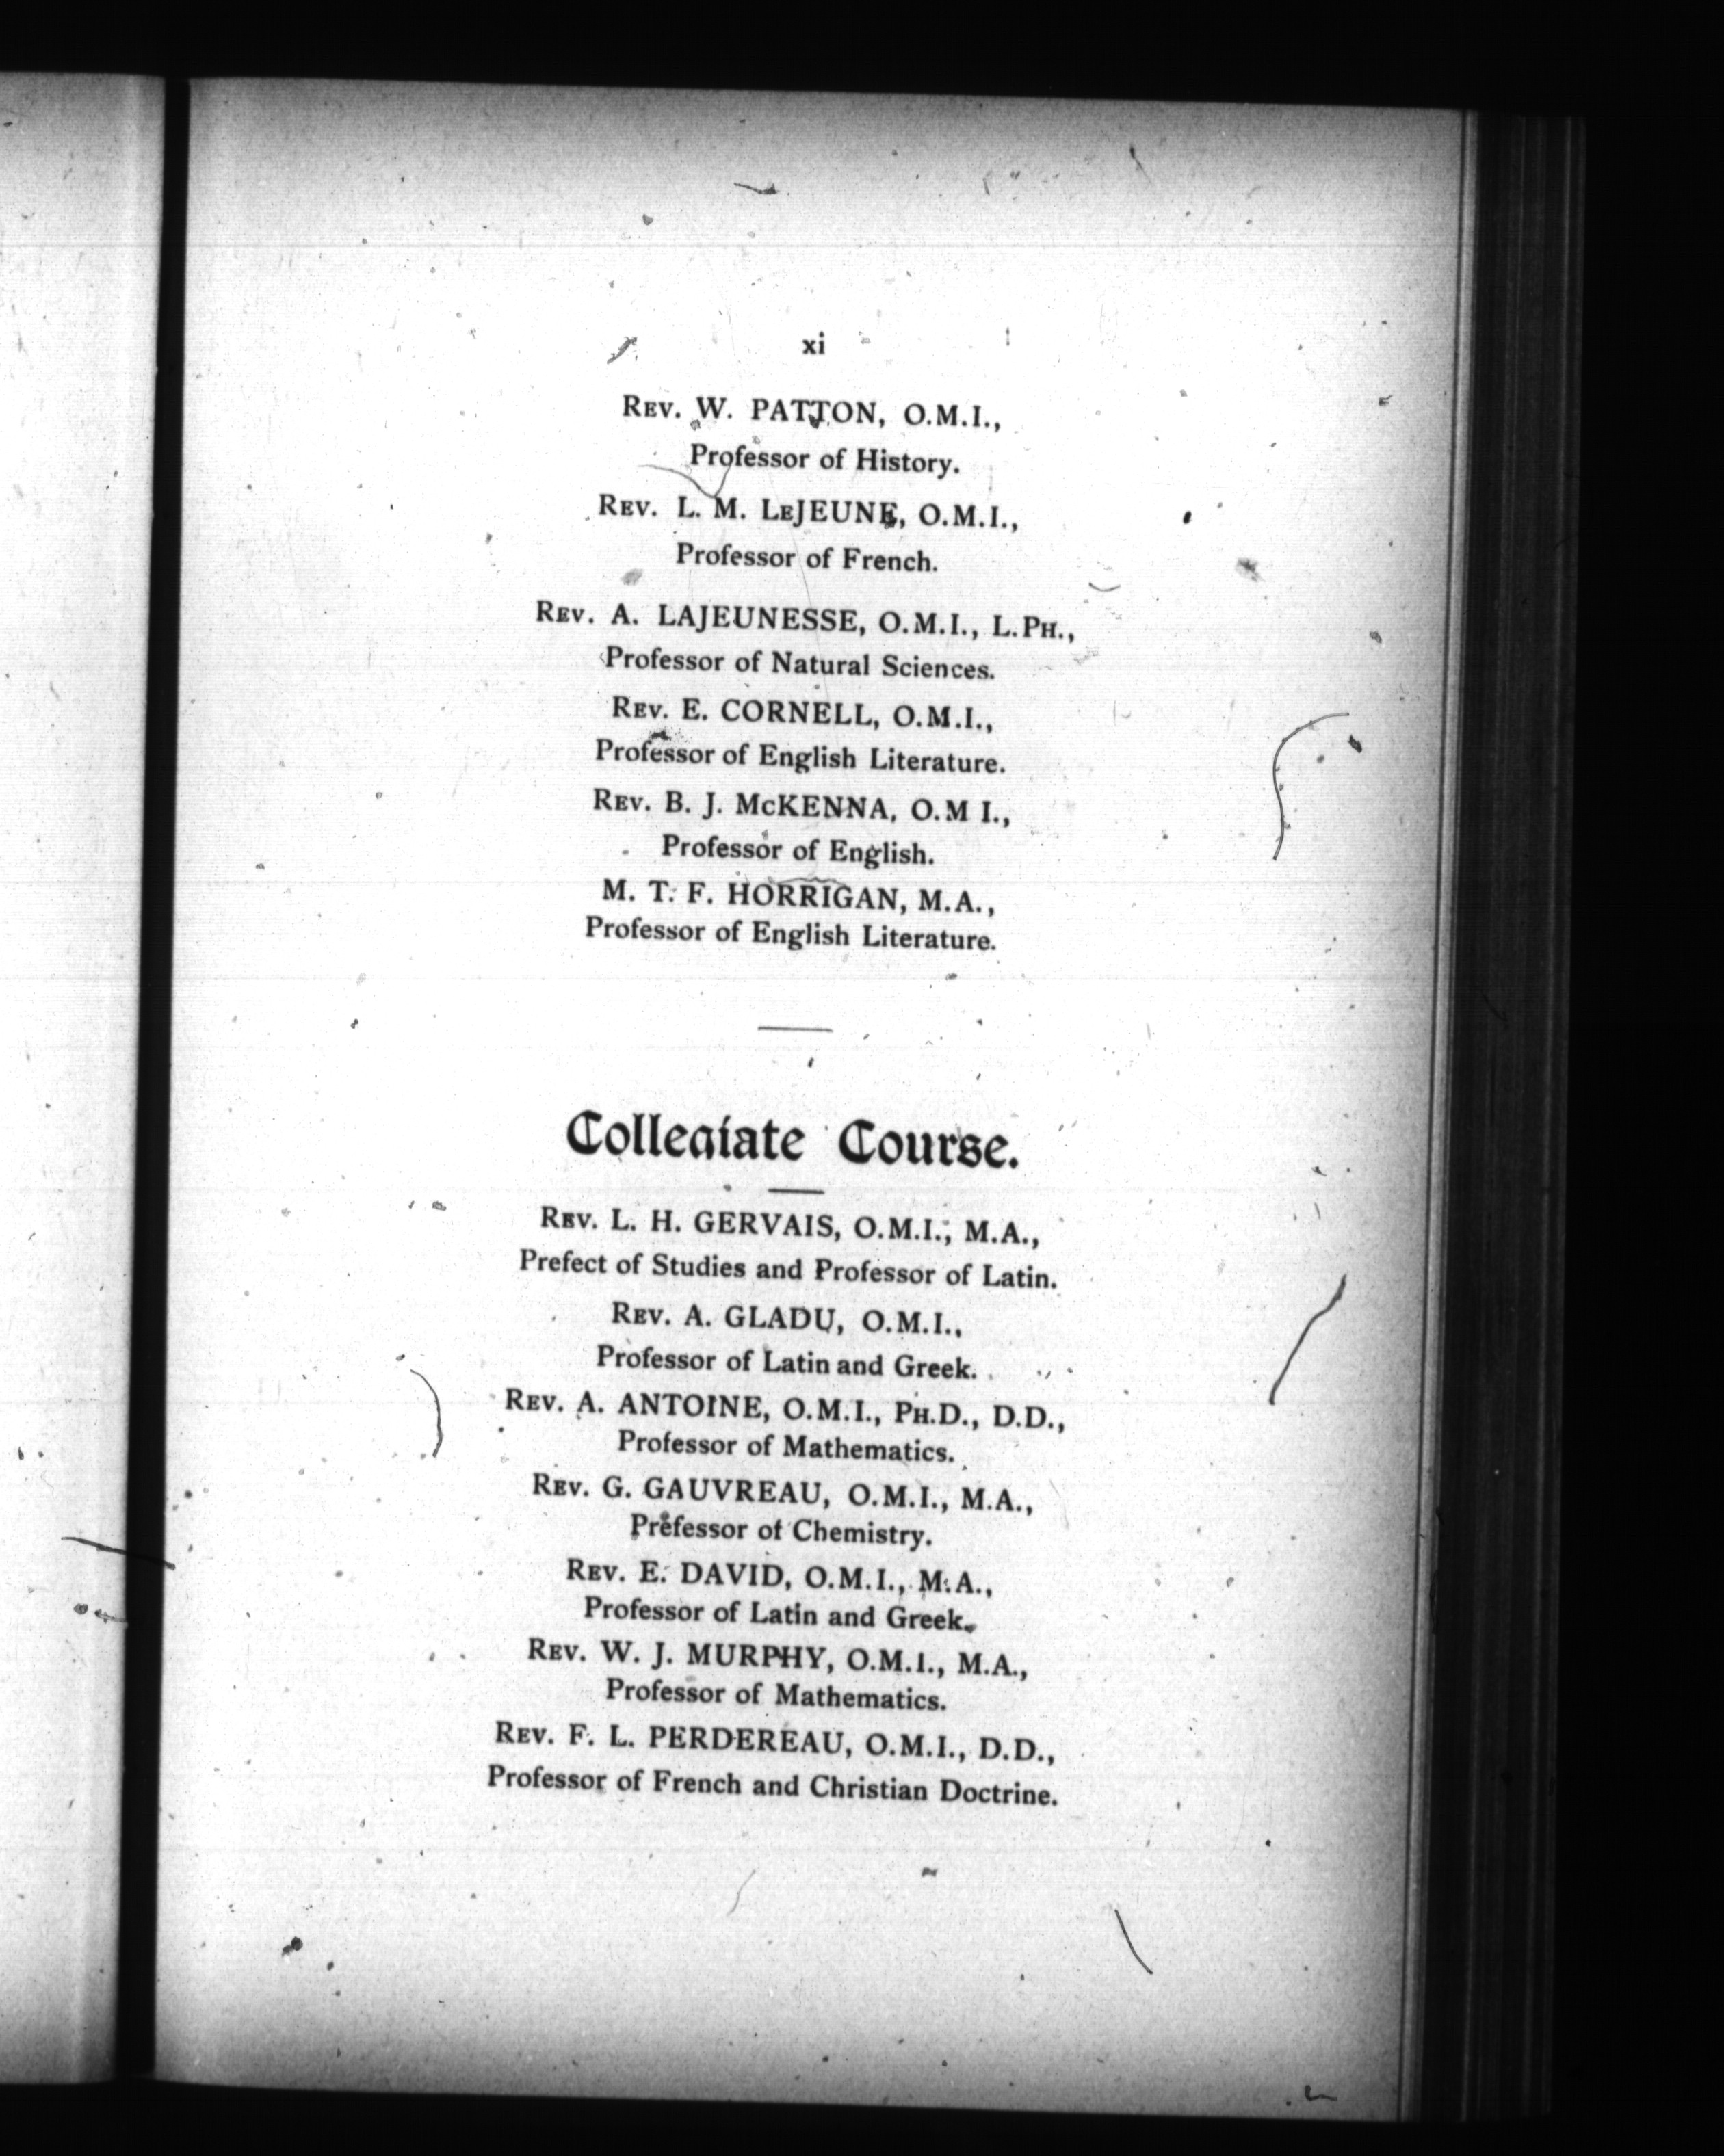 xi
REV. W. PATTON, O.M.I.,
Professor of History.
REV. L. M. LEJEUNE, O.M.I.,
Professor of French.
REV. A. LAJEUNESSE, O.M.I., L.PH.,
Professor of Natural Sciences.
REV. E. CORNELL, O.M.I.,
Professor of English Literature.
REV. B. J. McKENNA, O.M I.,
Professor of English.
M. T. F. HORRIGAN, M.A.,
Professor of English Literature.
Collegiate Course.
REV. L. H. GERVAIS, O.M.I., M.A.,
Prefect of Studies and Professor of Latin.
REV. A. GLADU, O.M.I.,
Professor of Latin and Greek.
REV. A. ANTOINE, O.M.I., PH.D., D.D.,
Professor of Mathematics.
REV. G. GAUVREAU, O.M.I., M.A.,
Professor of Chemistry.
REV. E. DAVID, O.M.I., M.A.,
Professor of Latin and Greek.
REV. W. J. MURPHY, O.M.I., M.A.,
Professor of Mathematics.
REV. F. L. PERDEREAU, O.M.I., D.D.,
Professor of French and Christian Doctrine.